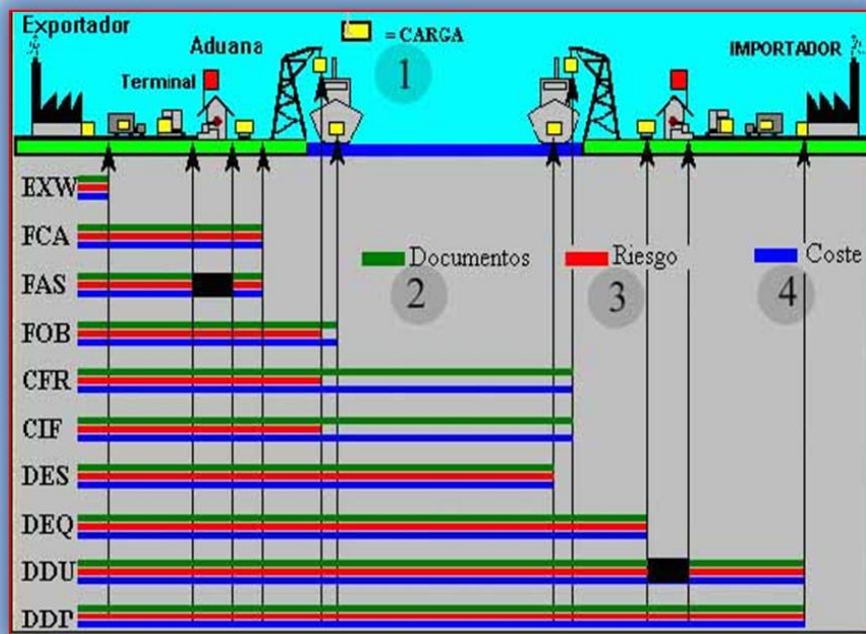 Exportador
= CARGA
Aduana
IMPORTADOR
1
Terminal
EXW
FCA
Documentos
Riesgo
Coste
FAS
2
3
4
FOB
CFR
CIF
DES
DEQ
DDU
DDP